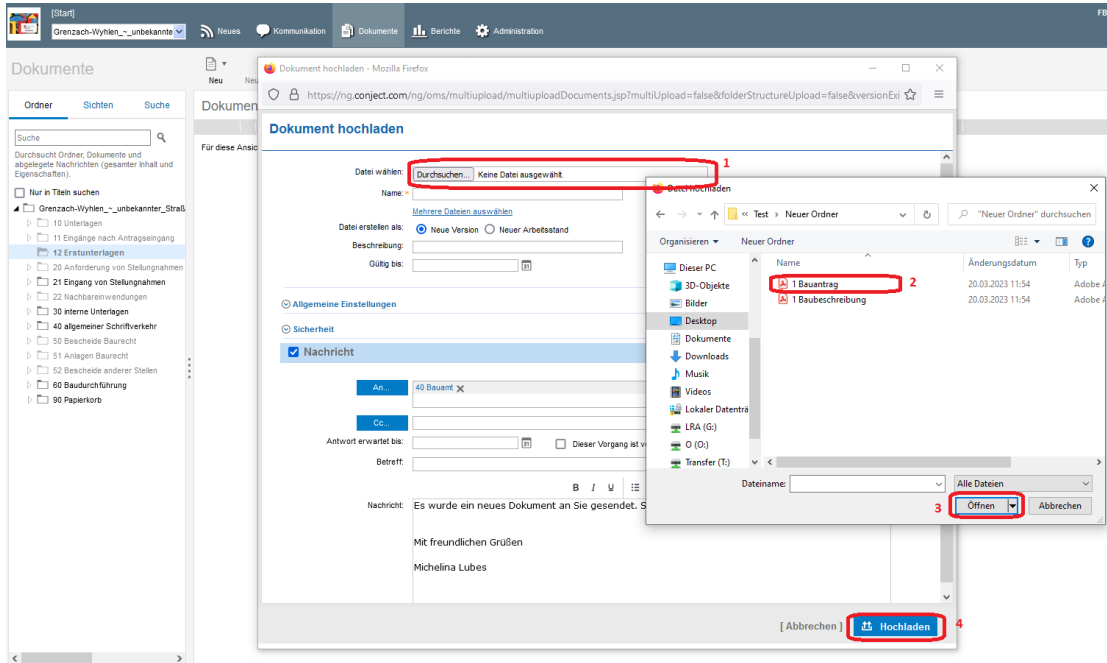 [Start]
FB
Grenzach-Wyhlen_~_unbekannte
Neues
Kommunikation
Dokumente
Berichte
Administration
Dokumente
Neu
Neu
Ordner
Sichten
Suche
Dokumen
Suche
Für diese Ansic
Durchsucht Ordner, Dokumente und
abgelegte Nachrichten (gesamter Inhalt und
Eigenschaften).
Nur in Titeln suchen
Grenzach-Wyhlen_~_unbekannter_Straß
10 Unterlagen
11 Eingänge nach Antragseingang
12 Erstunterlagen
20 Anforderung von Stellungnahmen
21 Eingang von Stellungnahmen
22 Nachbareinwendungen
30 interne Unterlagen
40 allgemeiner Schriftverkehr
50 Bescheide Baurecht
51 Anlagen Baurecht
52 Bescheide anderer Stellen
60 Baudurchführung
90 Papierkorb
Dokument hochladen - Mozilla Firefox
https://ng.conject.com/ng/oms/multiupload/multiuploadDocuments.jsp?multiUpload=false&folderStructureUpload=false&versionExi
Dokument hochladen
1
Datei wählen:
Durchsuchen...
Keine Datei ausgewählt.
Name:
Mehrere Dateien auswählen
Datei erstellen als:
Neue Version
Neuer Arbeitsstand
Beschreibung:
Gültig bis:
31
Allgemeine Einstellungen
Sicherheit
Nachricht
An...
40 Bauamt
Cc...
Antwort erwartet bis:
31
Dieser Vorgang ist v
Betreff:
B I U
Nachricht:
Es wurde ein neues Dokument an Sie gesendet. S
Mit freundlichen Grüßen
Michelina Lubes
[ Abbrechen ]
Hochladen
4
Datei hochladen
« Test › Neuer Ordner
"Neuer Ordner" durchsuchen
Organisieren
Neuer Ordner
Dieser PC
3D-Objekte
Bilder
Desktop
Dokumente
Downloads
Musik
Videos
Lokaler Datenträ
LRA (G:)
O (O:)
Transfer (T:)
Name
Änderungsdatum
Typ
1 Bauantrag
2
20.03.2023 11:54
Adobe A
1 Baubeschreibung
20.03.2023 11:54
Adobe A
Dateiname:
Alle Dateien
3
Öffnen
Abbrechen